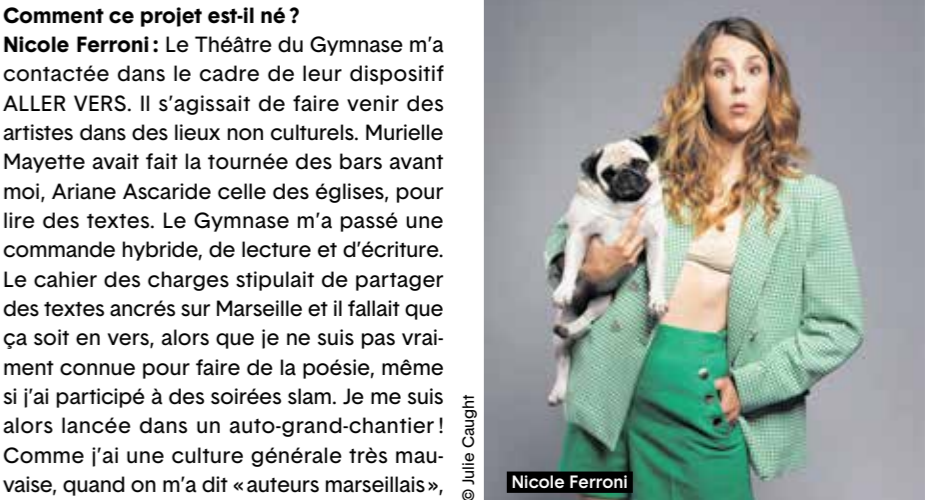 Comment ce projet est-il né ?
Nicole Ferroni : Le Théâtre du Gymnase m'a
contactée dans le cadre de leur dispositif
ALLER VERS. Il s'agissait de faire venir des
artistes dans des lieux non culturels. Murielle
Mayette avait fait la tournée des bars avant
moi, Ariane Ascaride celle des églises, pour
lire des textes. Le Gymnase m'a passé une
commande hybride, de lecture et d'écriture.
Le cahier des charges stipulait de partager
des textes ancrés sur Marseille et il fallait que
ça soit en vers, alors que je ne suis pas vrai-
ment connue pour faire de la poésie, même
si j'ai participé à des soirées slam. Je me suis
alors lancée dans un auto-grand-chantier !
Comme j'ai une culture générale très mau-
vaise, quand on m'a dit « auteurs marseillais »,
© Julie Caught
Nicole Ferroni